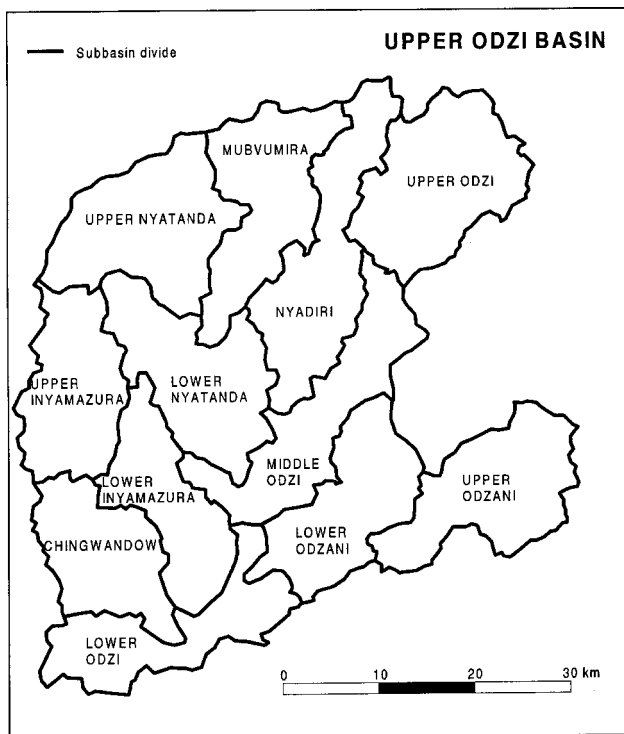 UPPER ODZI BASIN
Subbasin divide
MUBVUMIRA
UPPER ODZI
UPPER NYATANDA
NYADIRI
UPPER
INYAMAZURA
LOWER
NYATANDA
MIDDLE
ODZI
UPPER
ODZANI
LOWER
INYAMAZURA
LOWER
ODZANI
CHINGWANDOW
LOWER
ODZI
0 10 20 30 km